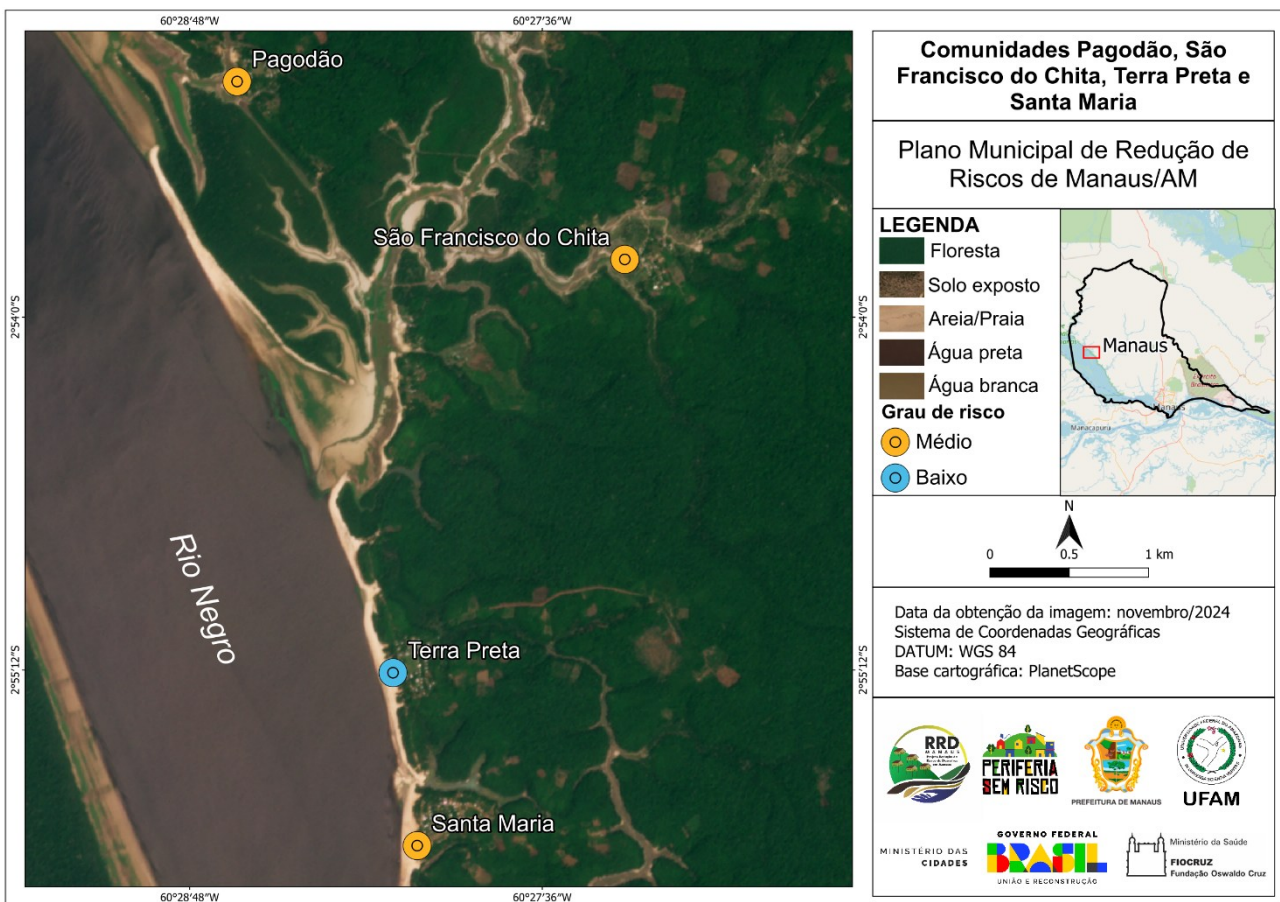 60°28'48"W
60°27'36"W
Pagodão
São Francisco do Chita
2°54'0"S
2°54'0"S
Rio Negro
Terra Preta
2°55'12"S
2°55'12"S
Santa Maria
60°28'48"W
60°27'36"W
Comunidades Pagodão, São
Francisco do Chita, Terra Preta e
Santa Maria
Plano Municipal de Redução de
Riscos de Manaus/AM
LEGENDA
Floresta
Solo exposto
Areia/Praia
Água preta
Água branca
Grau de risco
Médio
Baixo
Manaus
Manaus
Manacapuru
N
0 0.5 1 km
Data da obtenção da imagem: novembro/2024
Sistema de Coordenadas Geográficas
DATUM: WGS 84
Base cartográfica: PlanetScope
RRD
MANAUS
PERIFERIA
SEM RISCO
PREFEITURA DE MANAUS
UFAM
MINISTÉRIO DAS
CIDADES
GOVERNO FEDERAL
BRASIL
UNIÃO E RECONSTRUÇÃO
Ministério da Saúde
FIOCRUZ
Fundação Oswaldo Cruz